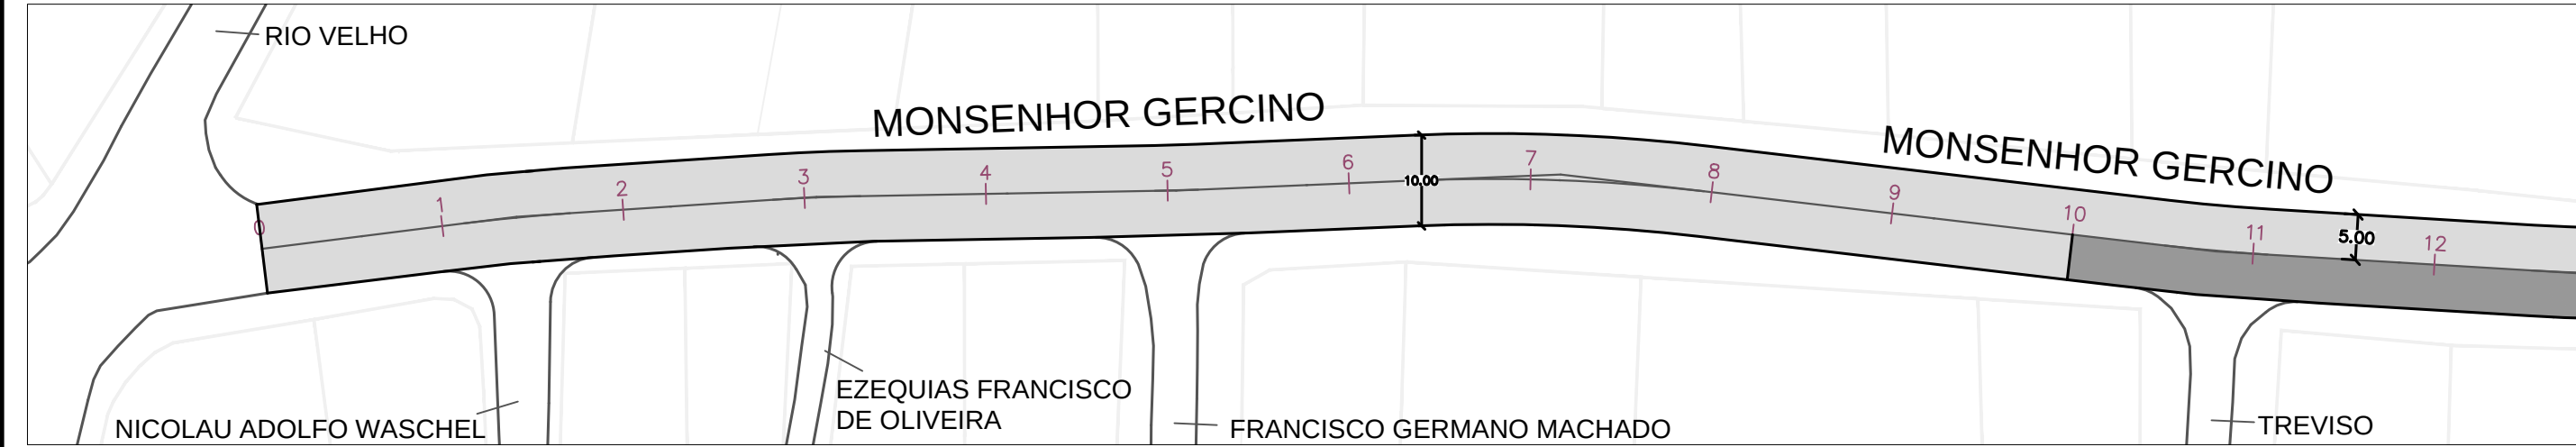 RIO VELHO
MONSENHOR GERCINO
MONSENHOR GERCINO
0
1
2
3
4
5
6
10.00
7
8
9
10
11
5.00
12
NICOLAU ADOLFO WASCHEL
EZEQUIAS FRANCISCO
DE OLIVEIRA
FRANCISCO GERMANO MACHADO
TREVISO